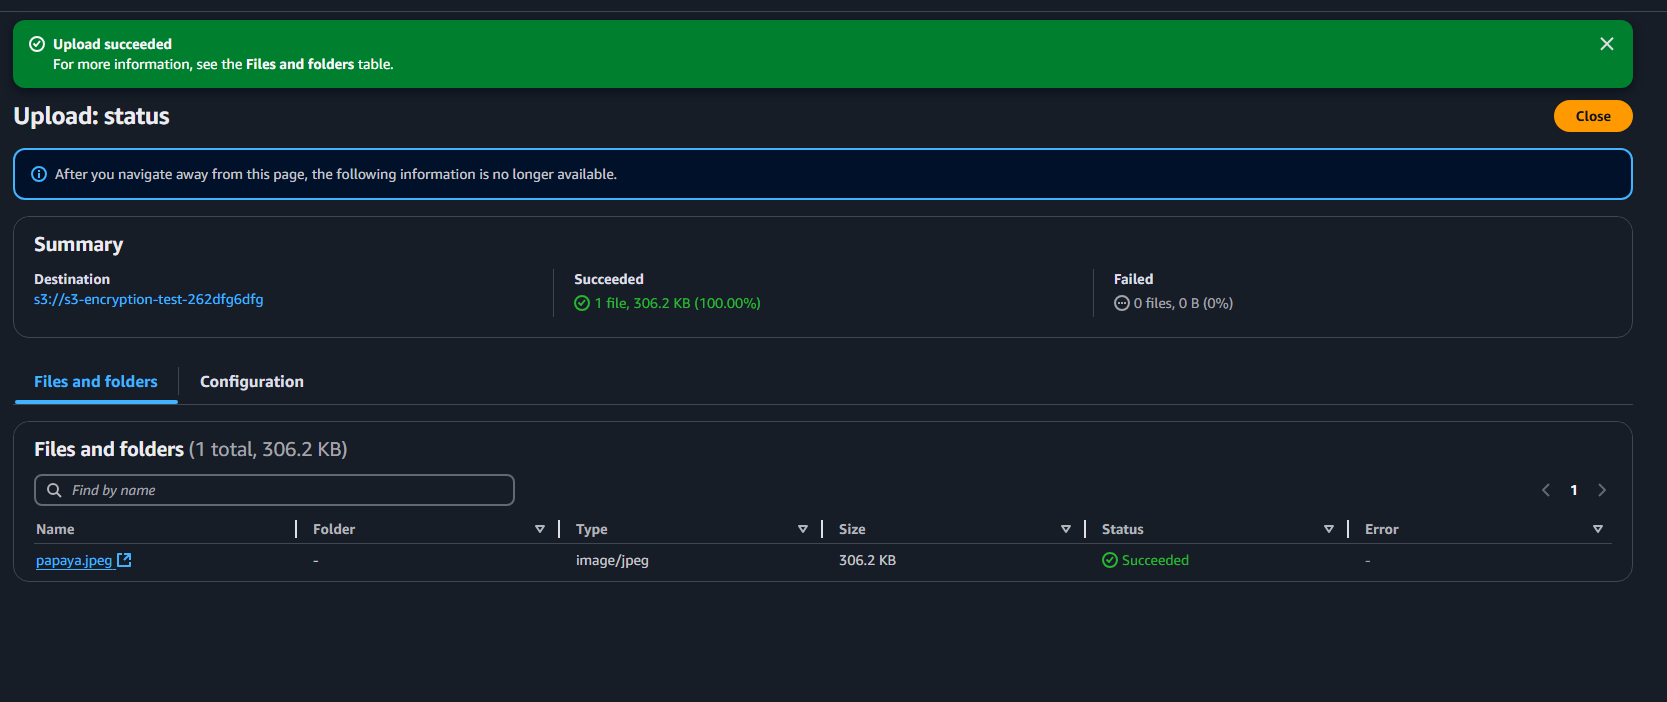 Upload succeeded
For more information, see the Files and folders table.
Upload: status
Close
After you navigate away from this page, the following information is no longer available.
Summary
Destination
s3://s3-encryption-test-262dfg6dfg
Succeeded
1 file, 306.2 KB (100.00%)
Failed
0 files, 0 B (0%)
Files and folders
Configuration
Files and folders (1 total, 306.2 KB)
Find by name
1
Name Folder Type Size Status Error
papaya.jpeg - image/jpeg 306.2 KB Succeeded -